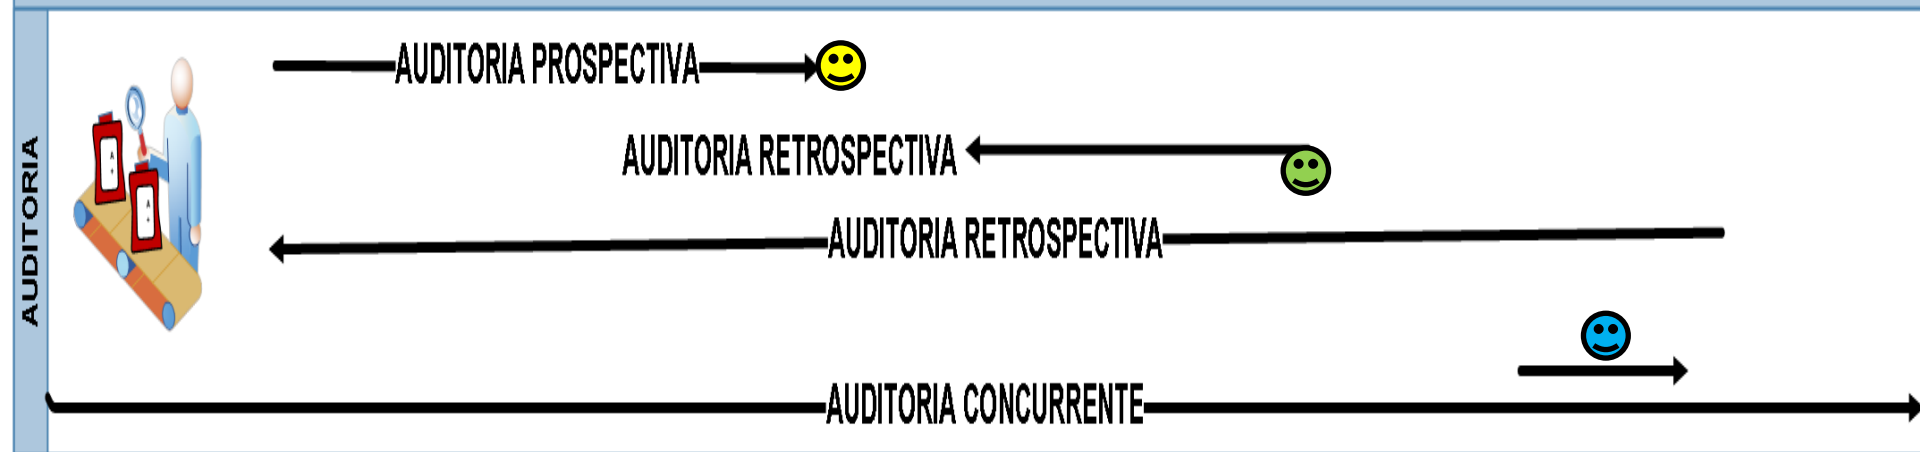 AUDITORIA
AUDITORIA PROSPECTIVA
AUDITORIA RETROSPECTIVA
AUDITORIA RETROSPECTIVA
AUDITORIA CONCURRENTE